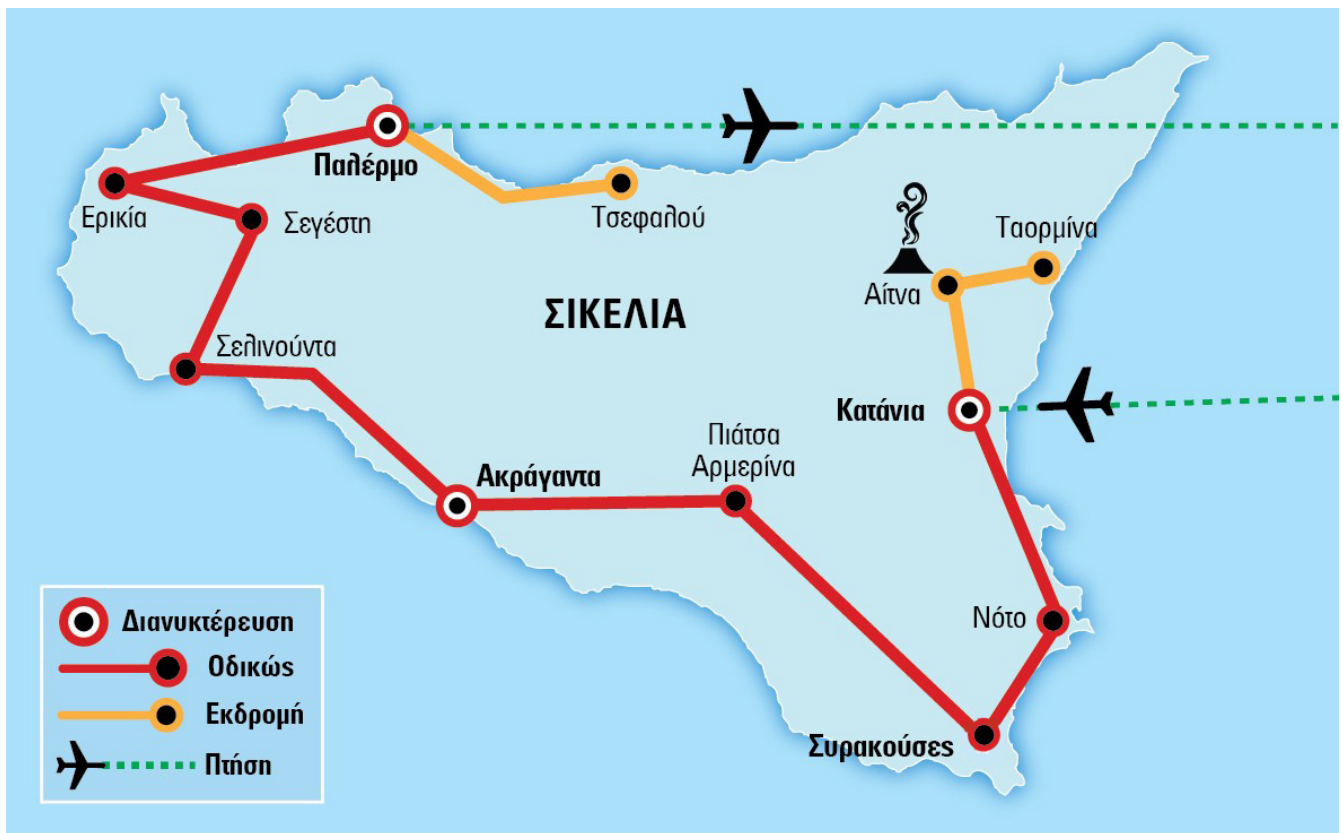 Παλέρμο
Ερικία
Σεγέστη
Τσεφαλού
Ταορμίνα
Αίτνα
ΣΙΚΕΛΙΑ
Σελινούντα
Κατάνια
Πιάτσα
Αρμερίνα
Ακράγαντα
Νότο
Συρακούσες
Διανυκτέρευση
Οδικώς
Εκδρομή
Πτήση